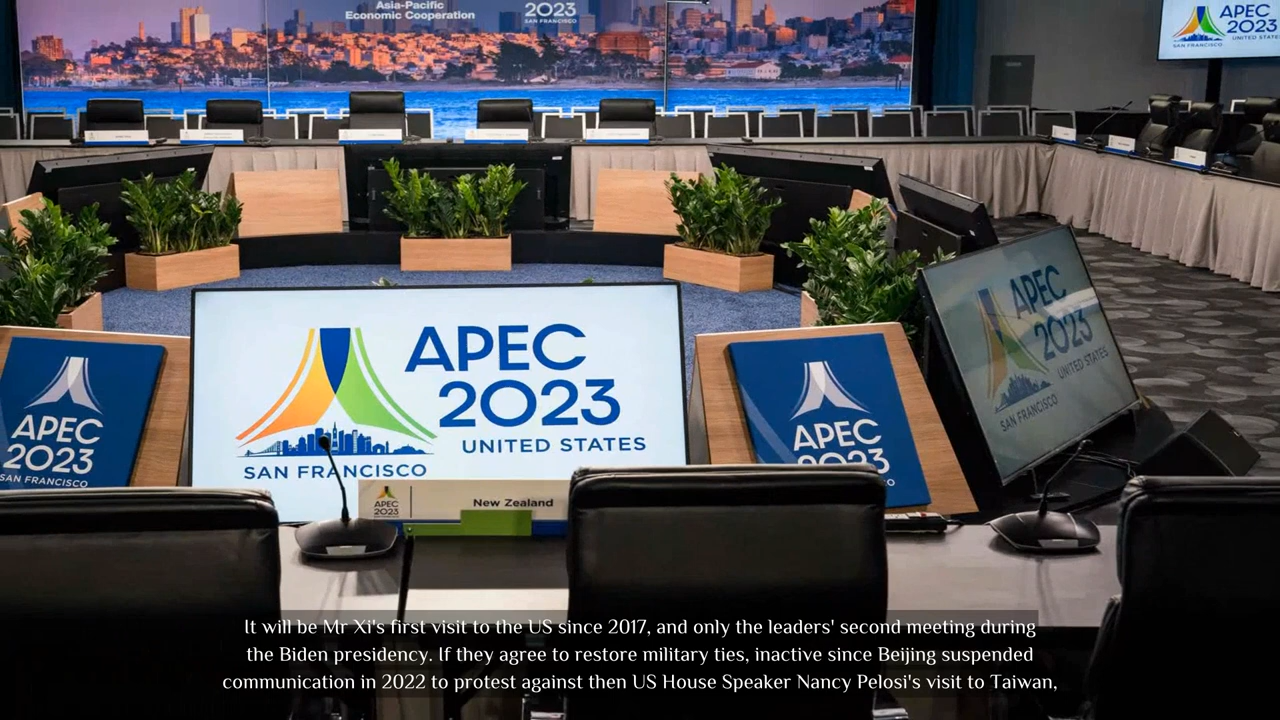 Asia-Pacific
Economic Cooperation
2023
SAN FRANCISCO
APEC
2023
SAN FRANCISCO
UNITED STATES
APEC
2023
UNITED STATES
SAN FRANCISCO
APEC
2023
SAN FRANCISCO
APEC
2023
APEC
2023
UNITED STATES
SAN FRANCISCO
APEC
2023
New Zealand
It will be Mr Xi's first visit to the US since 2017, and only the leaders' second meeting during
the Biden presidency. If they agree to restore military ties, inactive since Beijing suspended
communication in 2022 to protest against then US House Speaker Nancy Pelosi's visit to Taiwan,